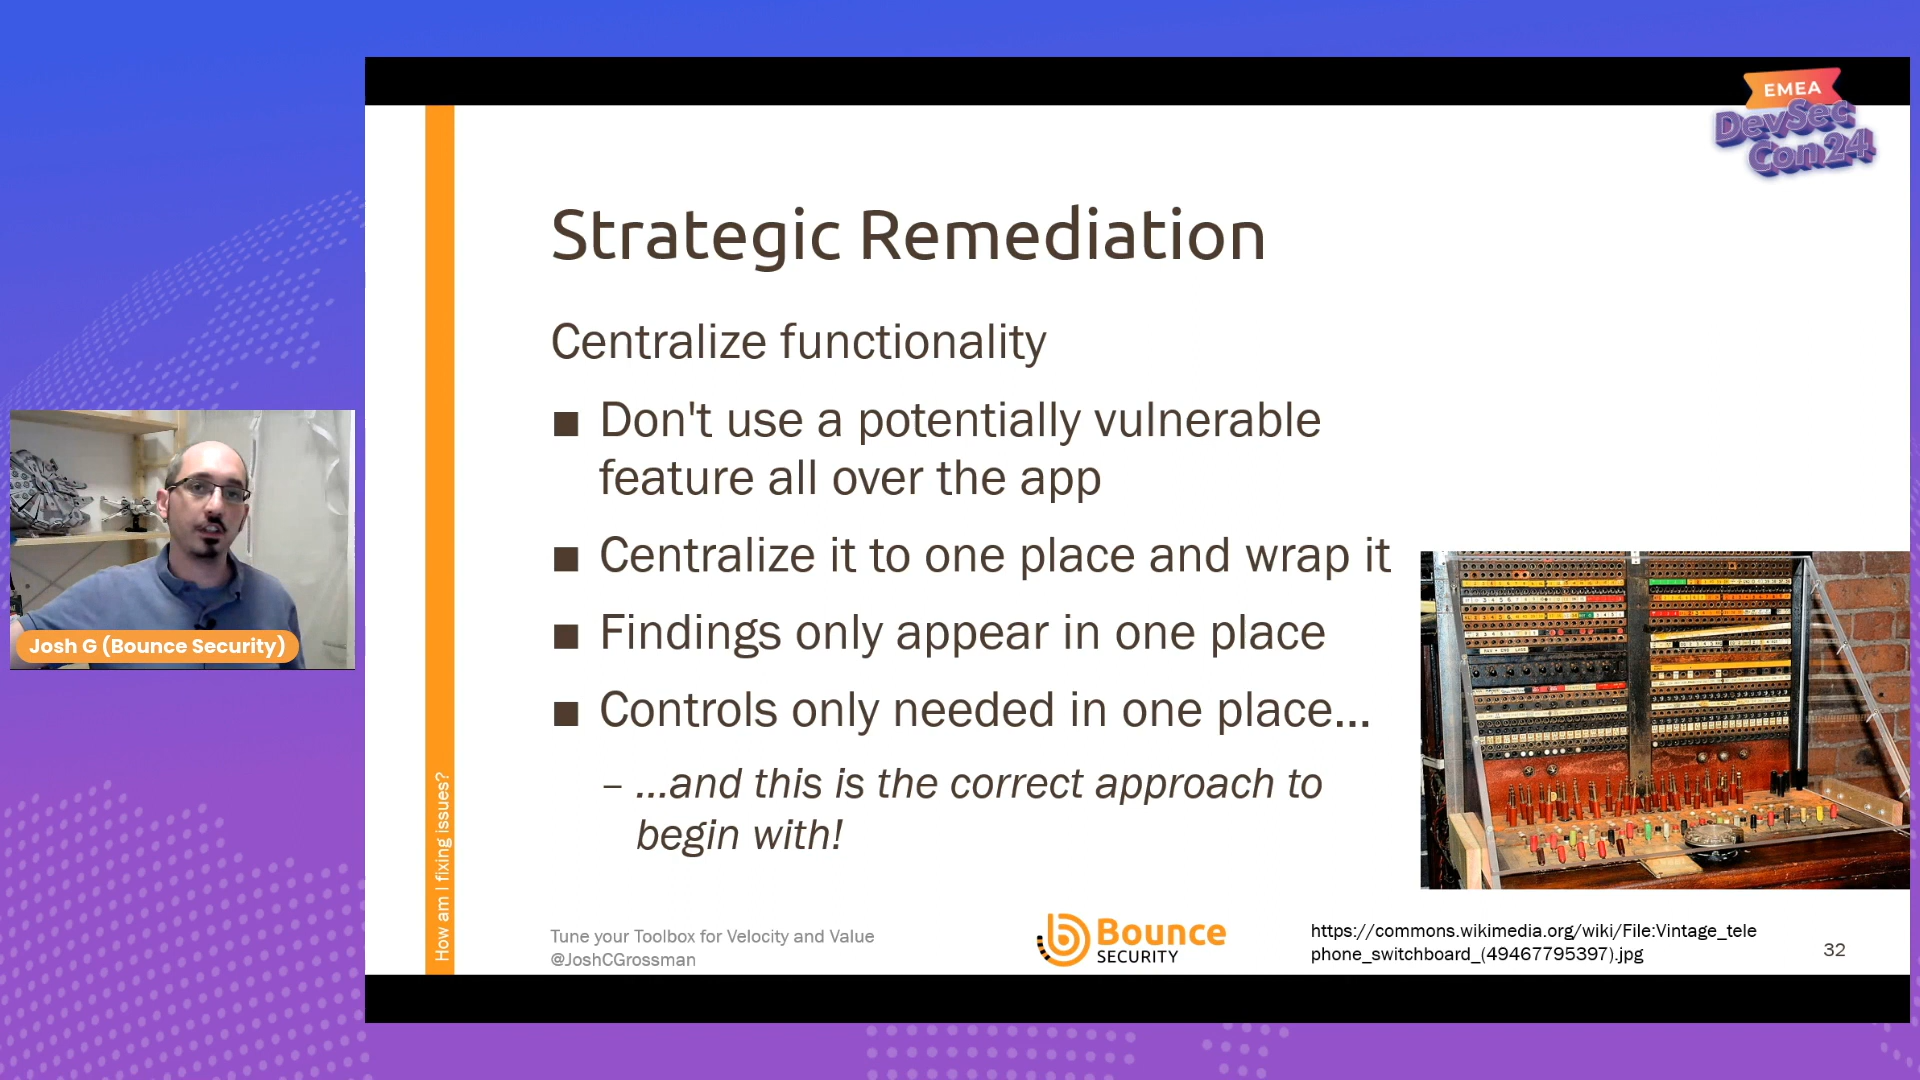 EMEA
DevSec
Con24
Strategic Remediation
Centralize functionality
■ Don't use a potentially vulnerable
feature all over the app
■ Centralize it to one place and wrap it
■ Findings only appear in one place
■ Controls only needed in one place...
– ...and this is the correct approach to
begin with!
How am I fixing issues?
Josh G (Bounce Security)
Tune your Toolbox for Velocity and Value
@JoshCGrossman
Bounce
SECURITY
https://commons.wikimedia.org/wiki/File:Vintage_tele
phone_switchboard_(49467795397).jpg
32